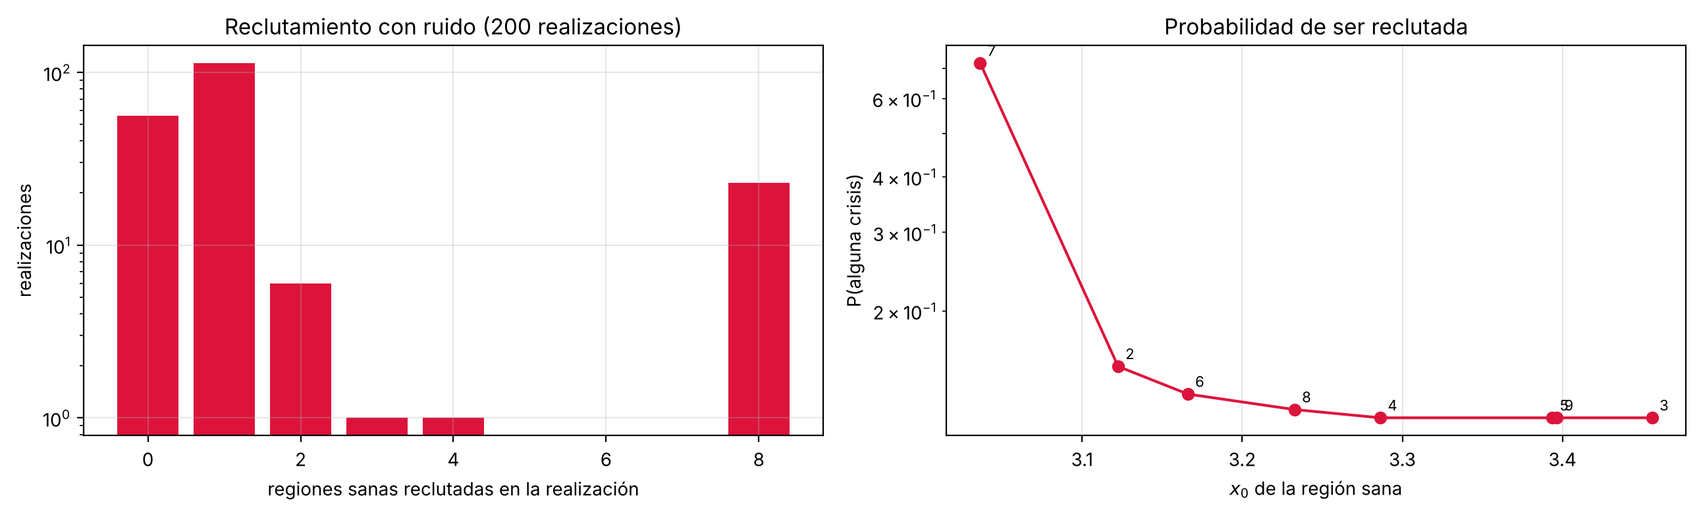 Reclutamiento con ruido (200 realizaciones)
realizaciones
10²
10¹
10⁰
0 2 4 6 8
regiones sanas reclutadas en la realización
Probabilidad de ser reclutada
P(alguna crisis)
6 × 10⁻¹
4 × 10⁻¹
3 × 10⁻¹
2 × 10⁻¹
7
2
6
8
4
5
9
3
3.1 3.2 3.3 3.4
x₀ de la región sana